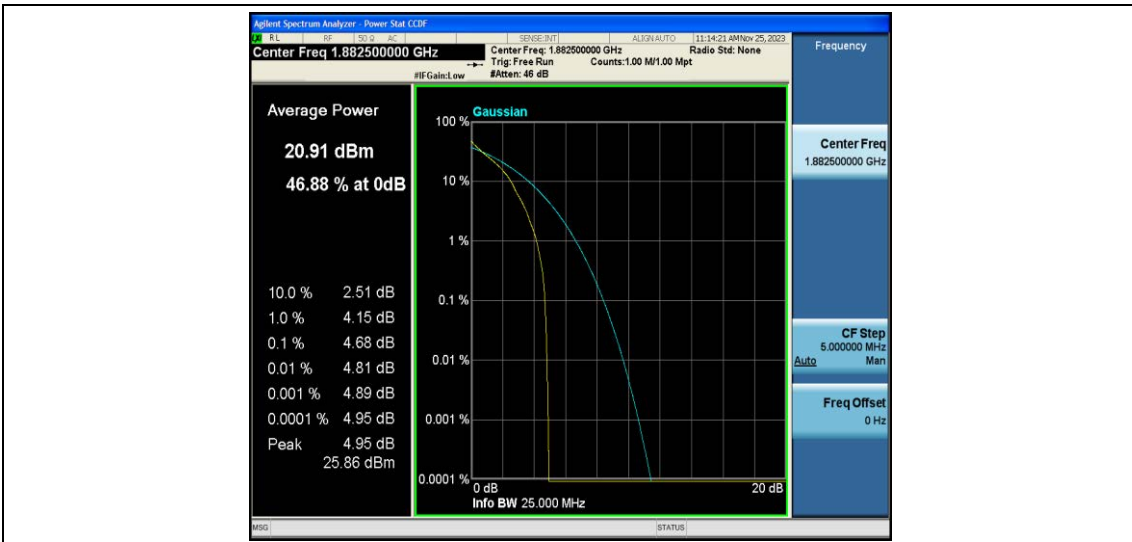 Agilent Spectrum Analyzer - Power Stat CCDF
LXI RL RF 50 Ω AC SENSE:INT ALIGN AUTO 11:14:21 AM Nov 25, 2023
Center Freq 1.882500000 GHz
Center Freq: 1.882500000 GHz Radio Std: None
Trig: Free Run Counts:1.00 M/1.00 Mpt
#IFGain:Low #Atten: 46 dB
Average Power
20.91 dBm
46.88 % at 0dB
10.0 % 2.51 dB
1.0 % 4.15 dB
0.1 % 4.68 dB
0.01 % 4.81 dB
0.001 % 4.89 dB
0.0001 % 4.95 dB
Peak 4.95 dB
25.86 dBm
Gaussian
100 %
10 %
1 %
0.1 %
0.01 %
0.001 %
0.0001 %
0 dB 20 dB
Info BW 25.000 MHz
Frequency
Center Freq
1.882500000 GHz
CF Step
5.000000 MHz
Auto Man
Freq Offset
0 Hz
MSG STATUS